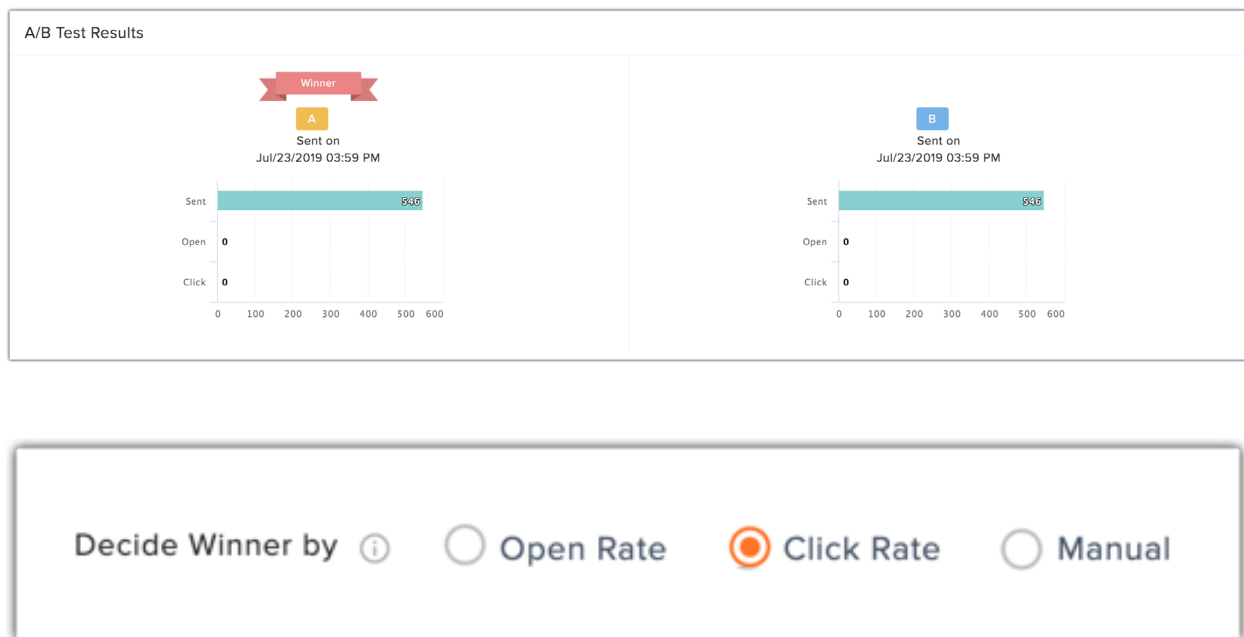 A/B Test Results
Winner
A
Sent on
Jul/23/2019 03:59 PM
Sent 546
Open 0
Click 0
0 100 200 300 400 500 600
B
Sent on
Jul/23/2019 03:59 PM
Sent 546
Open 0
Click 0
0 100 200 300 400 500 600
Decide Winner by i Open Rate Click Rate Manual